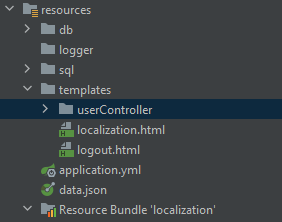 resources
db
logger
sql
templates
userController
localization.html
logout.html
application.yml
data.json
Resource Bundle 'localization'